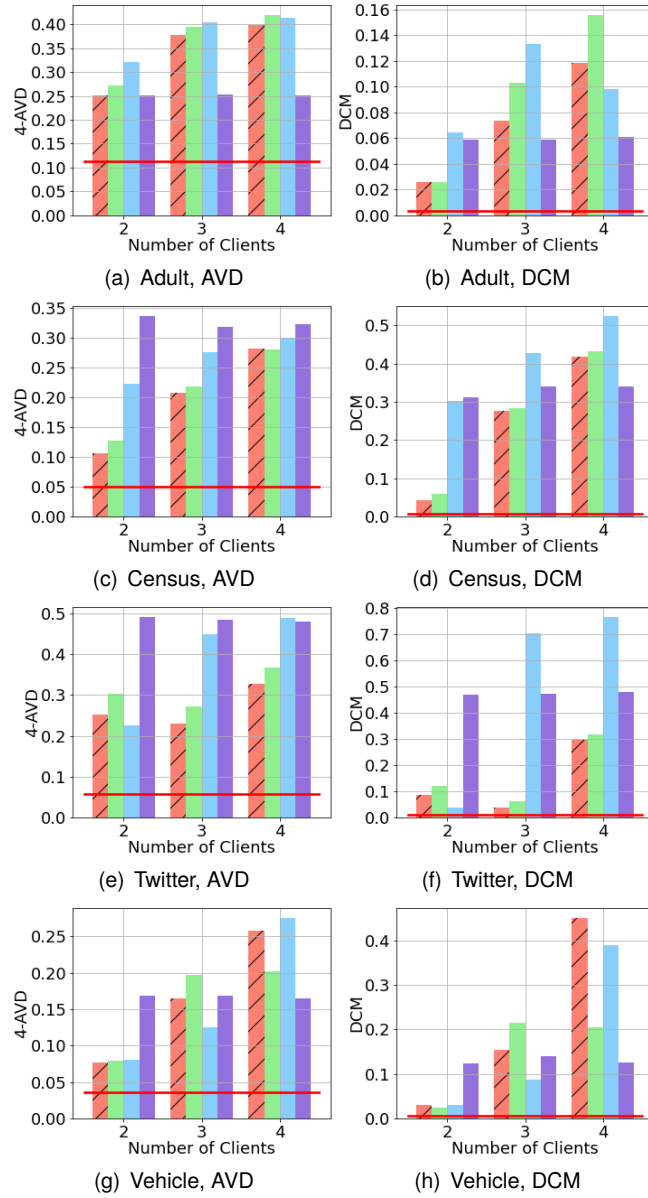 0.40
0.35
0.30
0.25
0.20
0.15
0.10
0.05
0.00
4-AVD
2 3 4
Number of Clients
(a) Adult, AVD
0.16
0.14
0.12
0.10
0.08
0.06
0.04
0.02
0.00
DCM
2 3 4
Number of Clients
(b) Adult, DCM
0.35
0.30
0.25
0.20
0.15
0.10
0.05
0.00
4-AVD
2 3 4
Number of Clients
(c) Census, AVD
0.5
0.4
0.3
0.2
0.1
0.0
DCM
2 3 4
Number of Clients
(d) Census, DCM
0.5
0.4
0.3
0.2
0.1
0.0
4-AVD
2 3 4
Number of Clients
(e) Twitter, AVD
0.8
0.7
0.6
0.5
0.4
0.3
0.2
0.1
0.0
DCM
2 3 4
Number of Clients
(f) Twitter, DCM
0.25
0.20
0.15
0.10
0.05
0.00
4-AVD
2 3 4
Number of Clients
(g) Vehicle, AVD
0.4
0.3
0.2
0.1
0.0
DCM
2 3 4
Number of Clients
(h) Vehicle, DCM